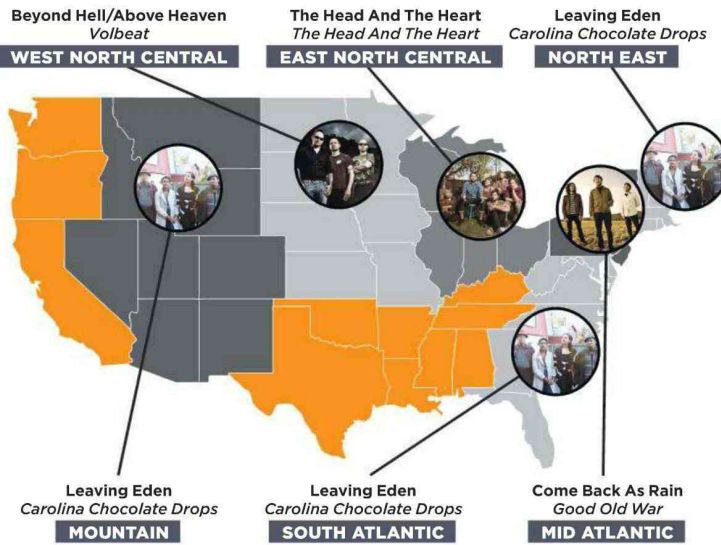 Beyond Hell/Above Heaven
Volbeat
WEST NORTH CENTRAL
The Head And The Heart
The Head And The Heart
EAST NORTH CENTRAL
Leaving Eden
Carolina Chocolate Drops
NORTH EAST
Leaving Eden
Carolina Chocolate Drops
MOUNTAIN
Leaving Eden
Carolina Chocolate Drops
SOUTH ATLANTIC
Come Back As Rain
Good Old War
MID ATLANTIC